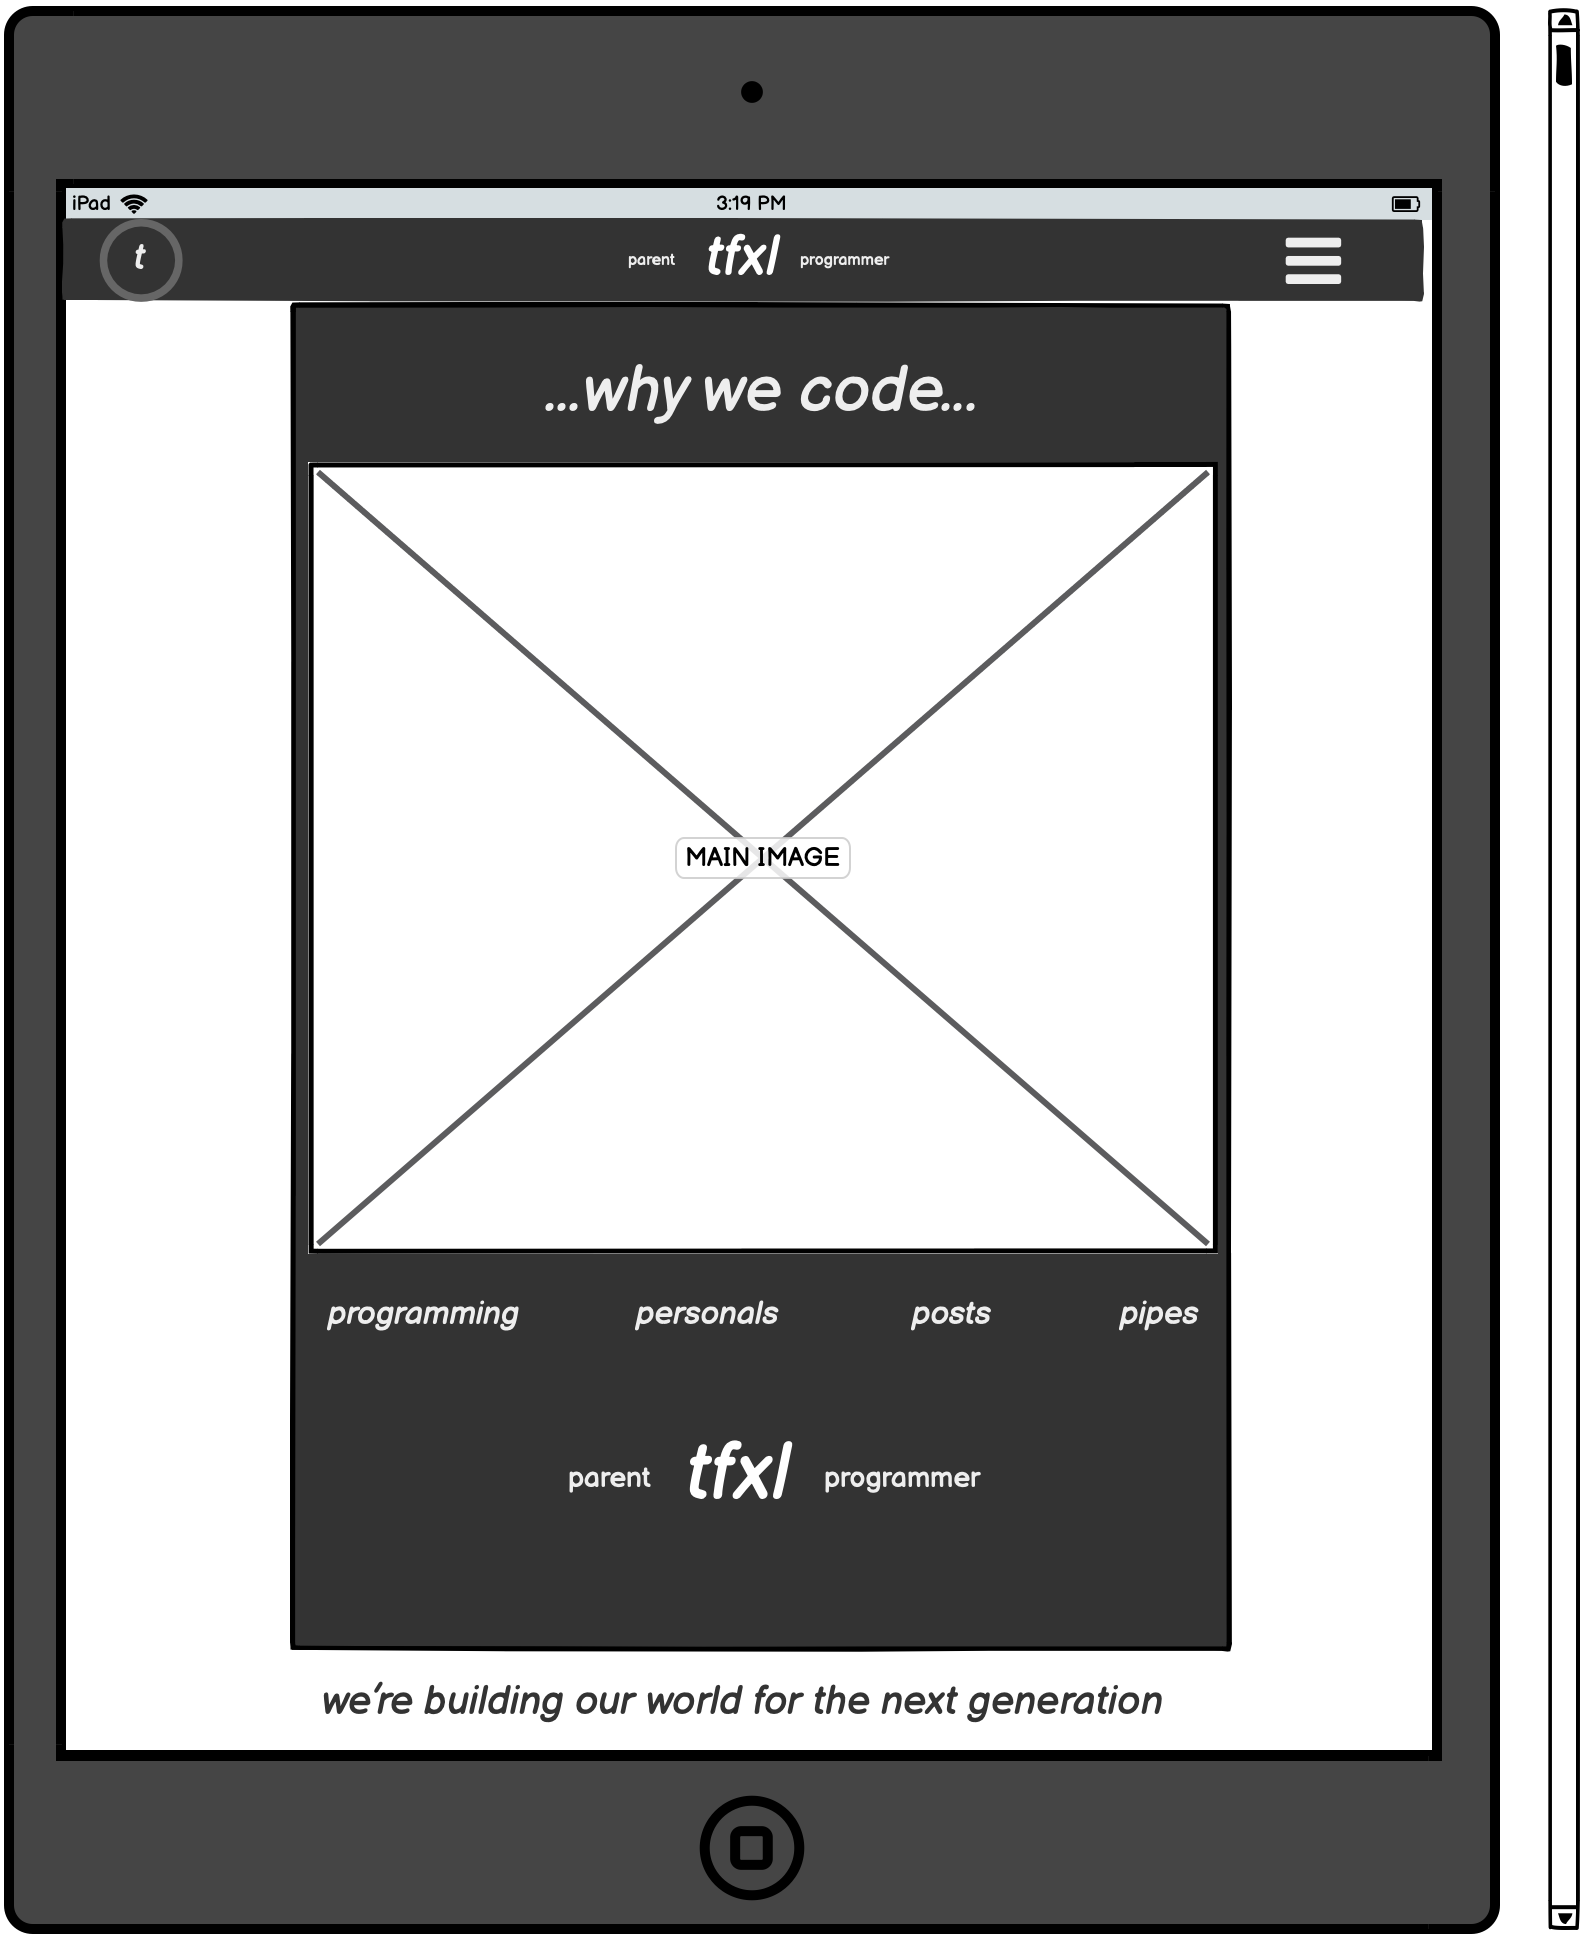 iPad 3:19 PM
t parent tfxl programmer
...why we code...
MAIN IMAGE
programming personals posts pipes
parent tfxl programmer
we're building our world for the next generation